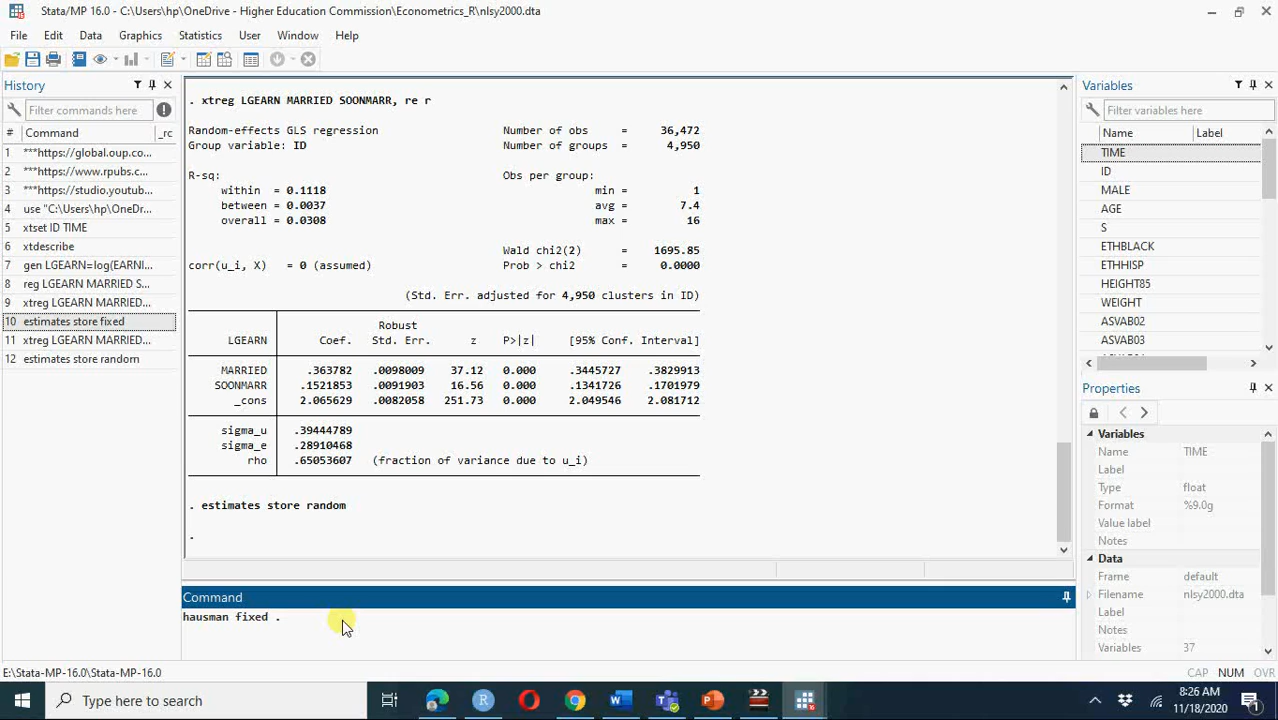 Stata/MP 16.0 - C:\Users\hp\OneDrive - Higher Education Commission\Econometrics_R\nlsy2000.dta
File Edit Data Graphics Statistics User Window Help
History
Filter commands here
# Command _rc
1 ***https://global.oup.co...
2 ***https://www.rpubs.c...
3 ***https://studio.youtub...
4 use "C:\Users\hp\OneDr...
5 xtset ID TIME
6 xtdescribe
7 gen LGEARN=log(EARNI...
8 reg LGEARN MARRIED S...
9 xtreg LGEARN MARRIED...
10 estimates store fixed
11 xtreg LGEARN MARRIED...
12 estimates store random
. xtreg LGEARN MARRIED SOONMARR, re r
Random-effects GLS regression Number of obs = 36,472
Group variable: ID Number of groups = 4,950
R-sq: Obs per group:
within = 0.1118 min = 1
between = 0.0037 avg = 7.4
overall = 0.0308 max = 16
Wald chi2(2) = 1695.85
corr(u_i, X) = 0 (assumed) Prob > chi2 = 0.0000
(Std. Err. adjusted for 4,950 clusters in ID)
Robust
LGEARN Coef. Std. Err. z P>|z| [95% Conf. Interval]
MARRIED .363782 .0098009 37.12 0.000 .3445727 .3829913
SOONMARR .1521853 .0091903 16.56 0.000 .1341726 .1701979
_cons 2.065629 .0082058 251.73 0.000 2.049546 2.081712
sigma_u .39444789
sigma_e .28910468
rho .65053607 (fraction of variance due to u_i)
. estimates store random
.
Command
hausman fixed .
Variables
Filter variables here
Name Label
TIME
ID
MALE
AGE
S
ETHBLACK
ETHHISP
HEIGHT85
WEIGHT
ASVAB02
ASVAB03
Properties
Variables
Name TIME
Label
Type float
Format %9.0g
Value label
Notes
Data
Frame default
Filename nlsy2000.dta
Label
Notes
Variables 37
E:\Stata-MP-16.0\Stata-MP-16.0
CAP NUM OVR
Type here to search
8:26 AM
11/18/2020